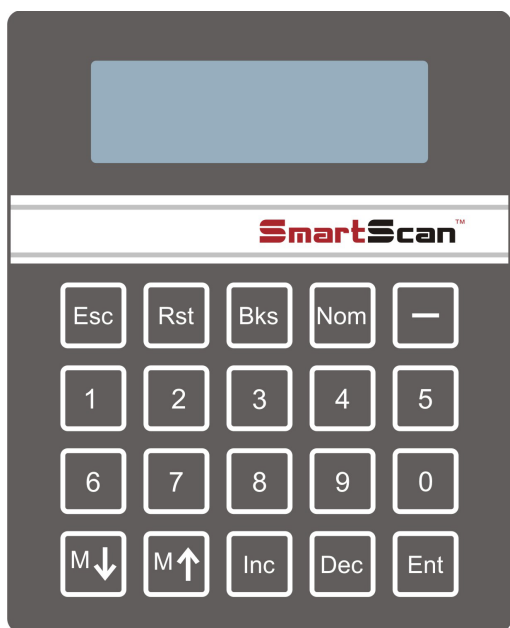 SmartScan™
Esc Rst Bks Nom —
1 2 3 4 5
6 7 8 9 0
M↓ M↑ Inc Dec Ent